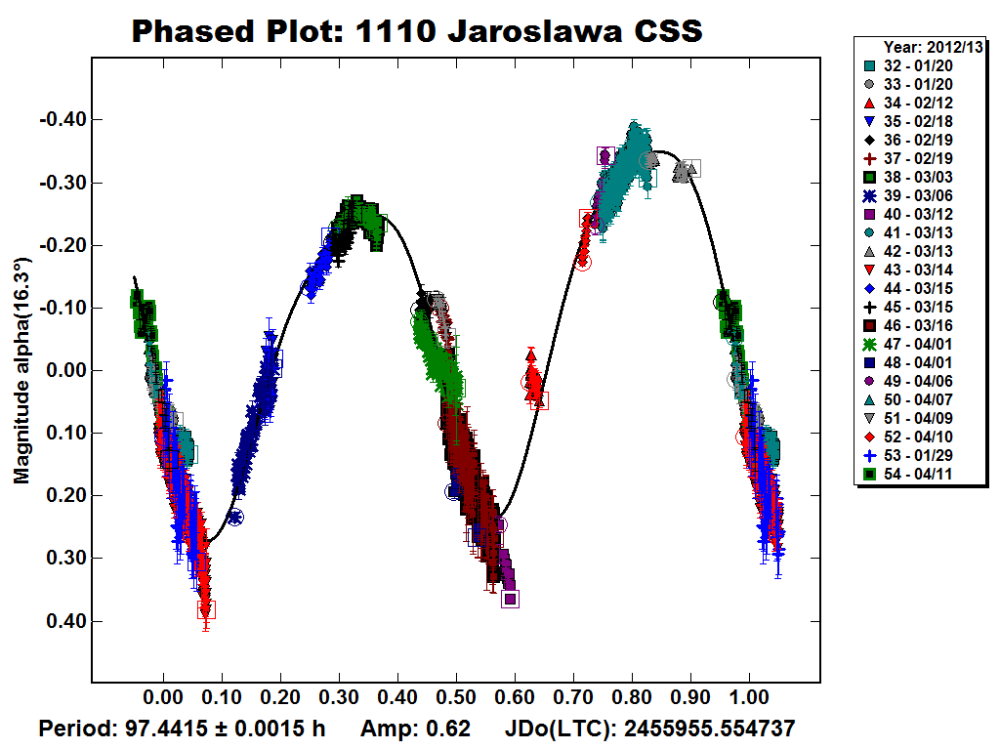 Phased Plot: 1110 Jaroslawa CSS
Year: 2012/13
32 - 01/20
33 - 01/20
34 - 02/12
35 - 02/18
36 - 02/19
37 - 02/19
38 - 03/03
39 - 03/06
40 - 03/12
41 - 03/13
42 - 03/13
43 - 03/14
44 - 03/15
45 - 03/15
46 - 03/16
47 - 04/01
48 - 04/01
49 - 04/06
50 - 04/07
51 - 04/09
52 - 04/10
53 - 01/29
54 - 04/11
Magnitude alpha(16.3°)
-0.40
-0.30
-0.20
-0.10
0.00
0.10
0.20
0.30
0.40
0.00 0.10 0.20 0.30 0.40 0.50 0.60 0.70 0.80 0.90 1.00
Period: 97.4415 ± 0.0015 h Amp: 0.62 JDo(LTC): 2455955.554737